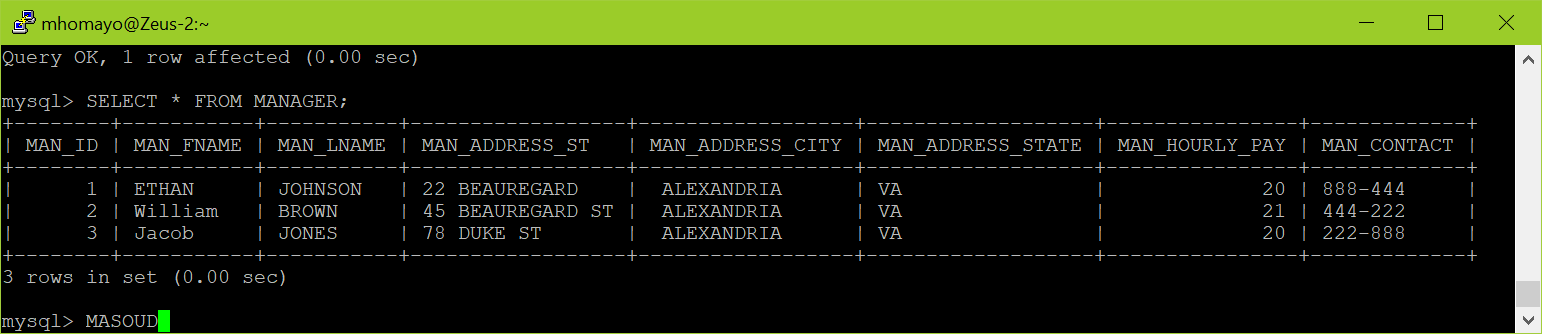 mhomayo@Zeus-2:~
Query OK, 1 row affected (0.00 sec)
mysql> SELECT * FROM MANAGER;
+--------+-----------+-----------+------------------+------------------+-------------------+----------------+-------------+
| MAN_ID | MAN_FNAME | MAN_LNAME | MAN_ADDRESS_ST   | MAN_ADDRESS_CITY | MAN_ADDRESS_STATE | MAN_HOURLY_PAY | MAN_CONTACT |
+--------+-----------+-----------+------------------+------------------+-------------------+----------------+-------------+
|      1 | ETHAN     | JOHNSON   | 22 BEAUREGARD    |  ALEXANDRIA      | VA                |             20 | 888-444     |
|      2 | William   | BROWN     | 45 BEAUREGARD ST |  ALEXANDRIA      | VA                |             21 | 444-222     |
|      3 | Jacob     | JONES     | 78 DUKE ST       |  ALEXANDRIA      | VA                |             20 | 222-888     |
+--------+-----------+-----------+------------------+------------------+-------------------+----------------+-------------+
3 rows in set (0.00 sec)
mysql> MASOUD